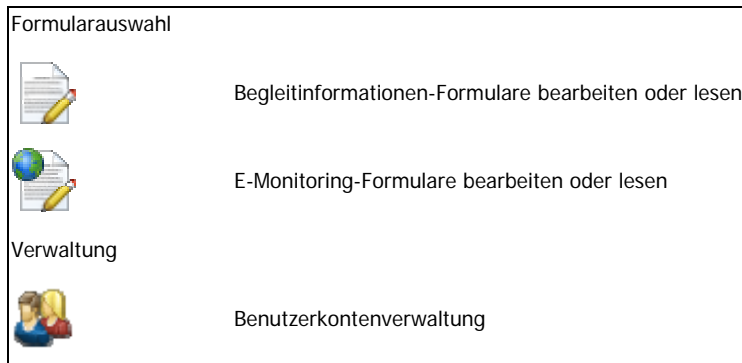 Formularauswahl
Begleitinformationen-Formulare bearbeiten oder lesen
E-Monitoring-Formulare bearbeiten oder lesen
Verwaltung
Benutzerkontenverwaltung